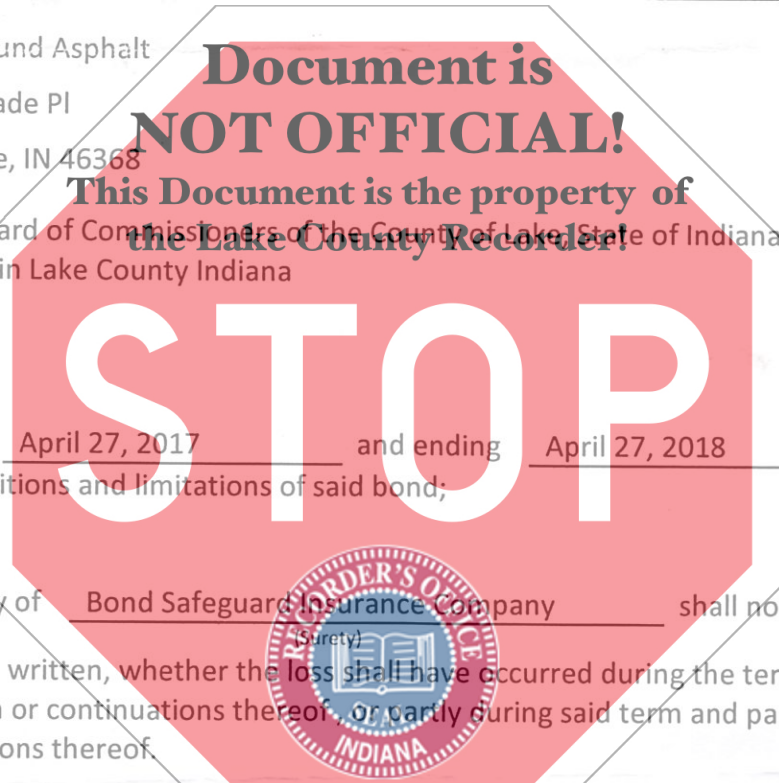 und Asphalt
Document is
ade Pl
NOT OFFICIAL!
e, IN 46368
This Document is the property of
the Lake County Recorder!
ard of Commissioners of the County of Lake, State of Indiana
in Lake County Indiana
STOP
April 27, 2017 and ending April 27, 2018
itions and limitations of said bond;
y of Bond Safeguard Insurance Company shall no
(Surety)
written, whether the loss shall have occurred during the ter
or continuations thereof, or partly during said term and pa
ons thereof.
RECORDER'S OFFICE
SEAL
INDIANA